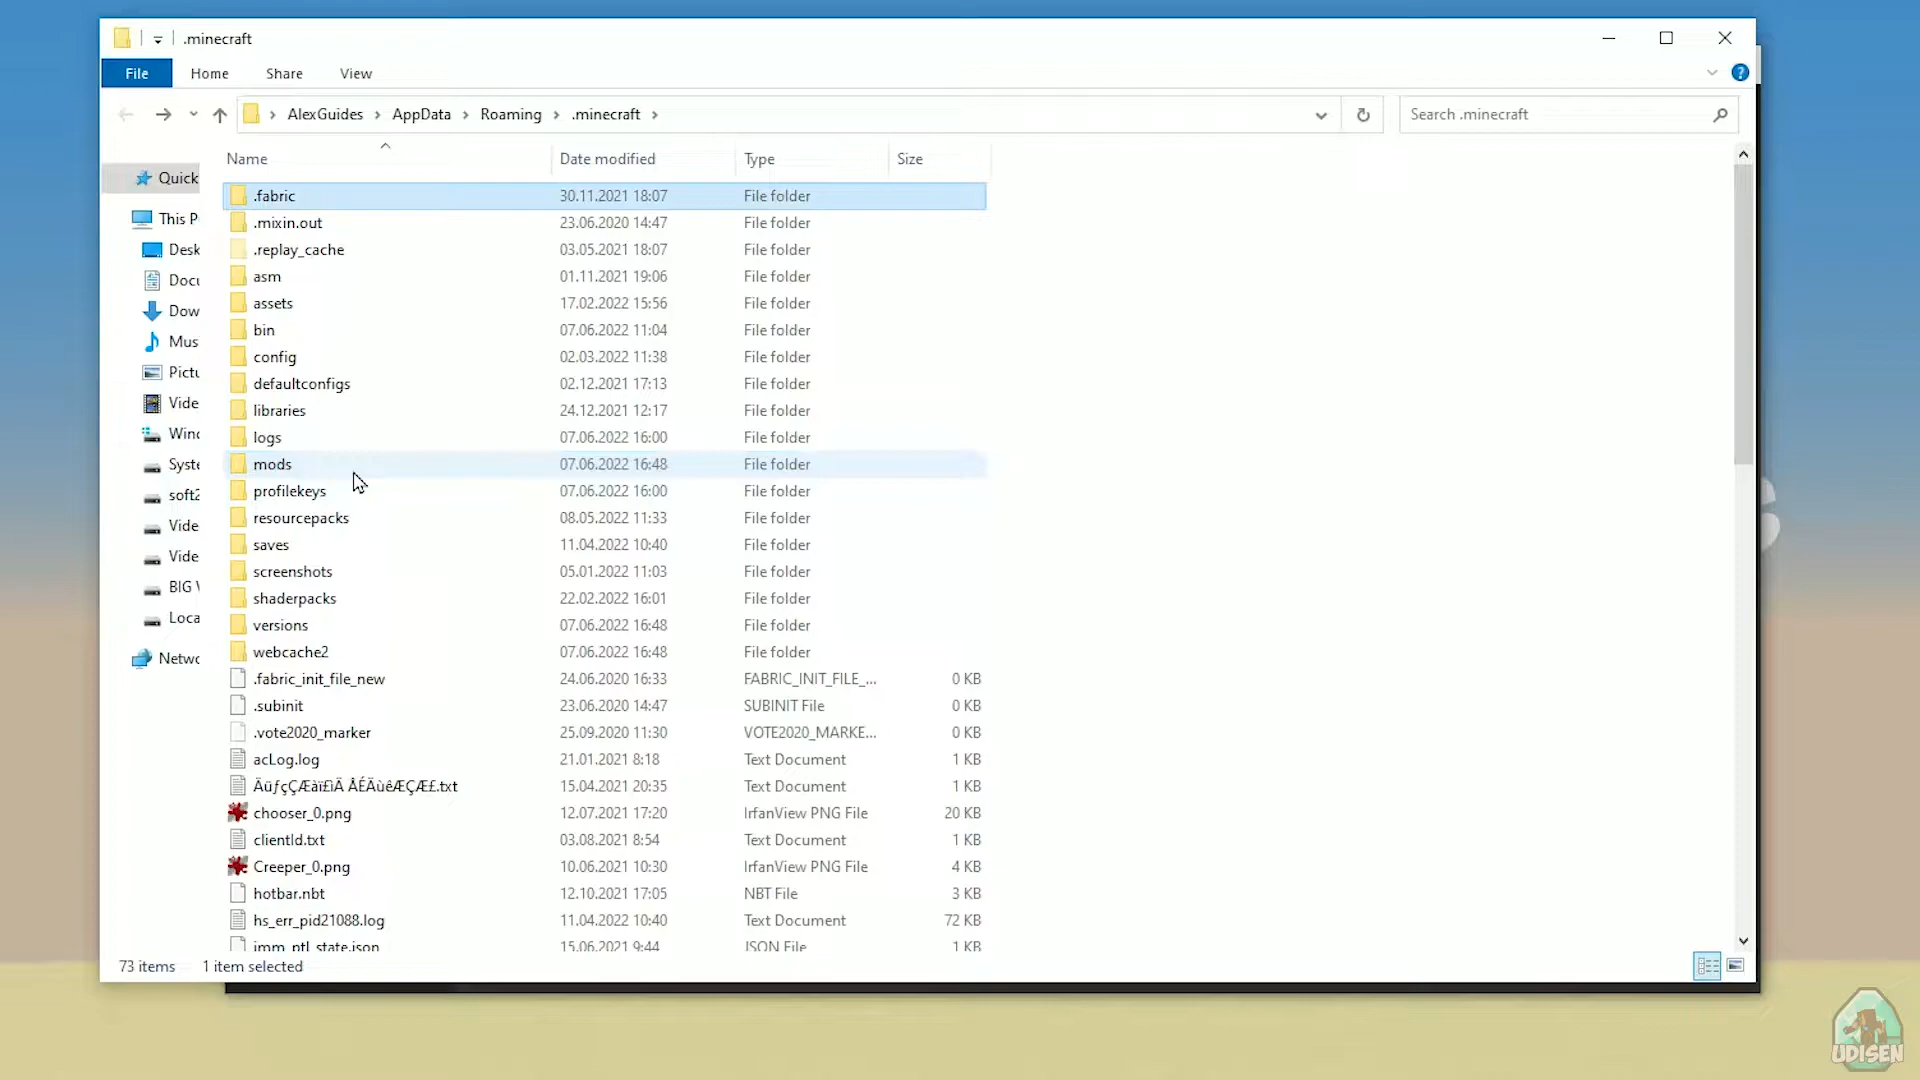 .minecraft
File Home Share View
AlexGuides AppData Roaming .minecraft Search .minecraft
Name Date modified Type Size
Quick
This P
Desk
Docu
Dow
Mus
Pictu
Vide
Wind
Syste
soft2
Vide
Vide
BIG
Loca
Netwo
.fabric 30.11.2021 18:07 File folder
.mixin.out 23.06.2020 14:47 File folder
.replay_cache 03.05.2021 18:07 File folder
asm 01.11.2021 19:06 File folder
assets 17.02.2022 15:56 File folder
bin 07.06.2022 11:04 File folder
config 02.03.2022 11:38 File folder
defaultconfigs 02.12.2021 17:13 File folder
libraries 24.12.2021 12:17 File folder
logs 07.06.2022 16:00 File folder
mods 07.06.2022 16:48 File folder
profilekeys 07.06.2022 16:00 File folder
resourcepacks 08.05.2022 11:33 File folder
saves 11.04.2022 10:40 File folder
screenshots 05.01.2022 11:03 File folder
shaderpacks 22.02.2022 16:01 File folder
versions 07.06.2022 16:48 File folder
webcache2 07.06.2022 16:48 File folder
.fabric_init_file_new 24.06.2020 16:33 FABRIC_INIT_FILE_... 0 KB
.subinit 23.06.2020 14:47 SUBINIT File 0 KB
.vote2020_marker 25.09.2020 11:30 VOTE2020_MARKE... 0 KB
acLog.log 21.01.2021 8:18 Text Document 1 KB
15.04.2021 20:35 Text Document 1 KB
chooser_0.png 12.07.2021 17:20 IrfanView PNG File 20 KB
clientId.txt 03.08.2021 8:54 Text Document 1 KB
Creeper_0.png 10.06.2021 10:30 IrfanView PNG File 4 KB
hotbar.nbt 12.10.2021 17:05 NBT File 3 KB
hs_err_pid21088.log 11.04.2022 10:40 Text Document 72 KB
imm_ptl_state.json 15.06.2021 9:44 JSON File 1 KB
73 items 1 item selected
UDISEN